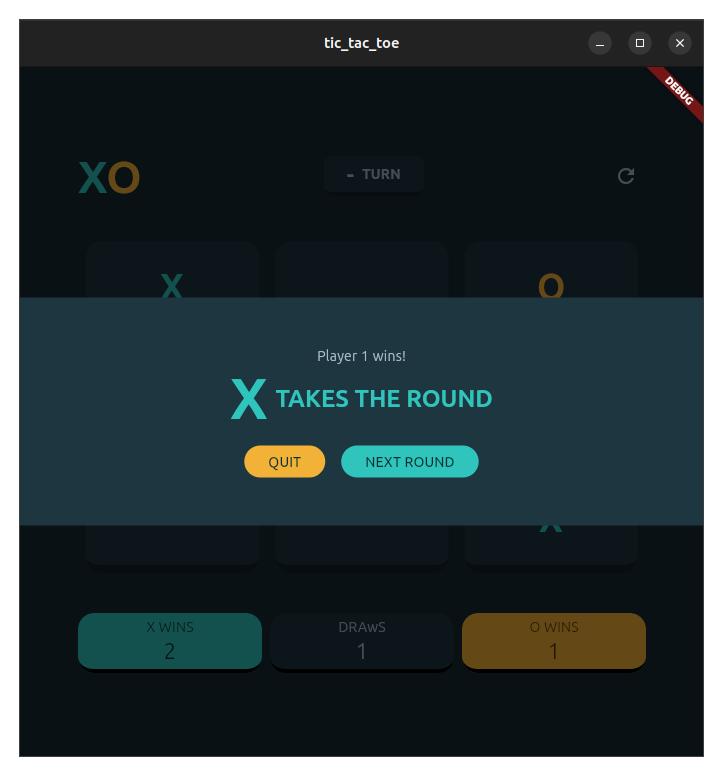 tic_tac_toe
DEBUG
XO
- TURN
X
O
Player 1 wins!
X TAKES THE ROUND
QUIT
NEXT ROUND
X
X WINS
2
DRAwS
1
O WINS
1